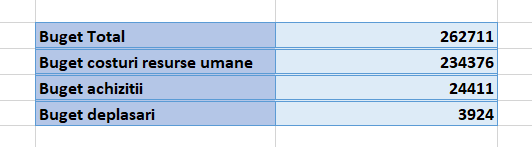 Buget Total 262711
Buget costuri resurse umane 234376
Buget achizitii 24411
Buget deplasari 3924